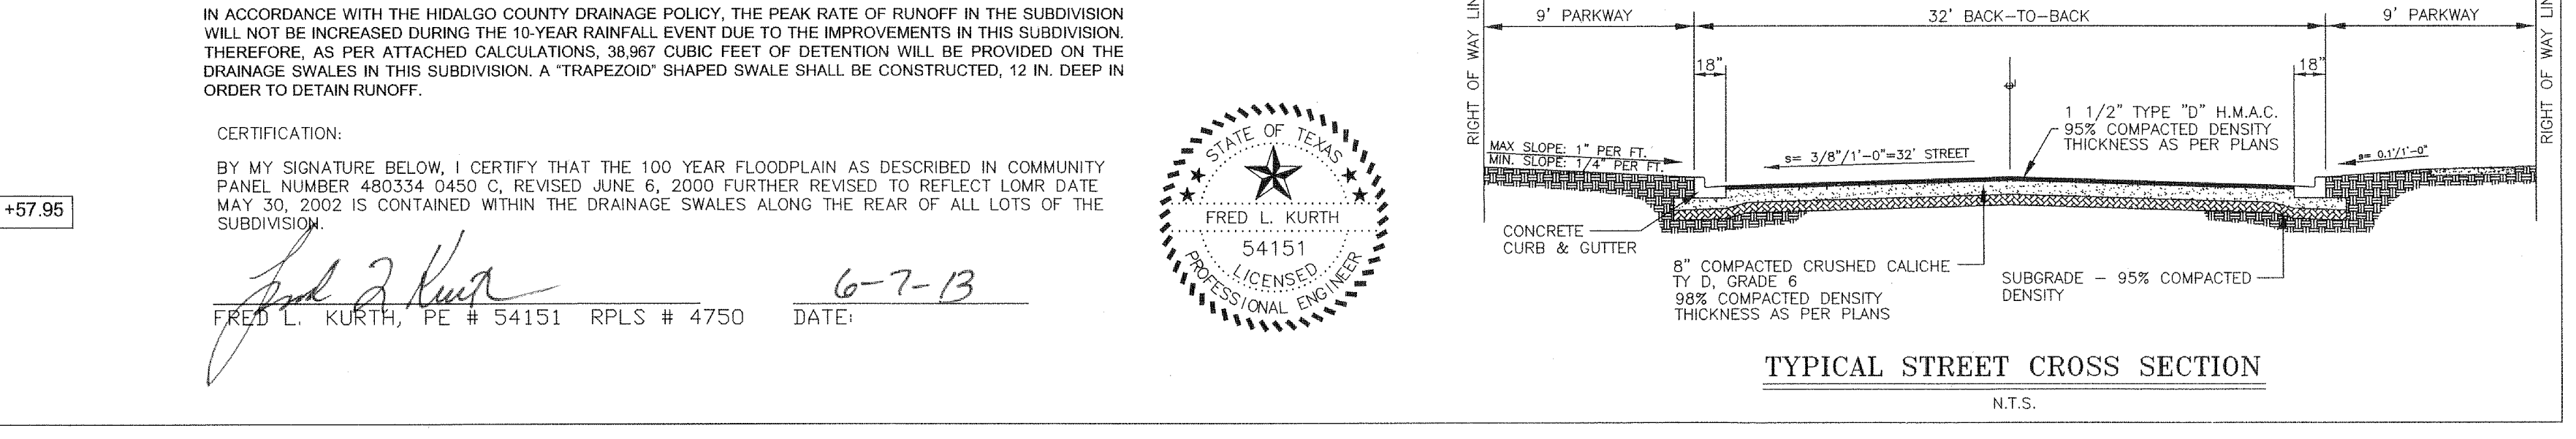 IN ACCORDANCE WITH THE HIDALGO COUNTY DRAINAGE POLICY, THE PEAK RATE OF RUNOFF IN THE SUBDIVISION
WILL NOT BE INCREASED DURING THE 10-YEAR RAINFALL EVENT DUE TO THE IMPROVEMENTS IN THIS SUBDIVISION.
THEREFORE, AS PER ATTACHED CALCULATIONS, 38,967 CUBIC FEET OF DETENTION WILL BE PROVIDED ON THE
DRAINAGE SWALES IN THIS SUBDIVISION. A "TRAPEZOID" SHAPED SWALE SHALL BE CONSTRUCTED, 12 IN. DEEP IN
ORDER TO DETAIN RUNOFF.
CERTIFICATION:
BY MY SIGNATURE BELOW, I CERTIFY THAT THE 100 YEAR FLOODPLAIN AS DESCRIBED IN COMMUNITY
PANEL NUMBER 480334 0450 C, REVISED JUNE 6, 2000 FURTHER REVISED TO REFLECT LOMR DATE
MAY 30, 2002 IS CONTAINED WITHIN THE DRAINAGE SWALES ALONG THE REAR OF ALL LOTS OF THE
SUBDIVISION.
+57.95
Fred L Kurth
6-7-13
FRED L. KURTH, PE # 54151 RPLS # 4750 DATE:
STATE OF TEXAS
FRED L. KURTH
54151
LICENSED
PROFESSIONAL ENGINEER
RIGHT OF WAY LIN
9' PARKWAY
32' BACK-TO-BACK
9' PARKWAY
RIGHT OF WAY LIN
18"
18"
1 1/2" TYPE "D" H.M.A.C.
95% COMPACTED DENSITY
THICKNESS AS PER PLANS
MAX SLOPE: 1" PER FT.
MIN. SLOPE: 1/4" PER FT.
s= 3/8"/1'-0"=32' STREET
s= 0.1'/1'-0"
CONCRETE
CURB & GUTTER
8" COMPACTED CRUSHED CALICHE
TY D, GRADE 6
98% COMPACTED DENSITY
THICKNESS AS PER PLANS
SUBGRADE - 95% COMPACTED
DENSITY
TYPICAL STREET CROSS SECTION
N.T.S.